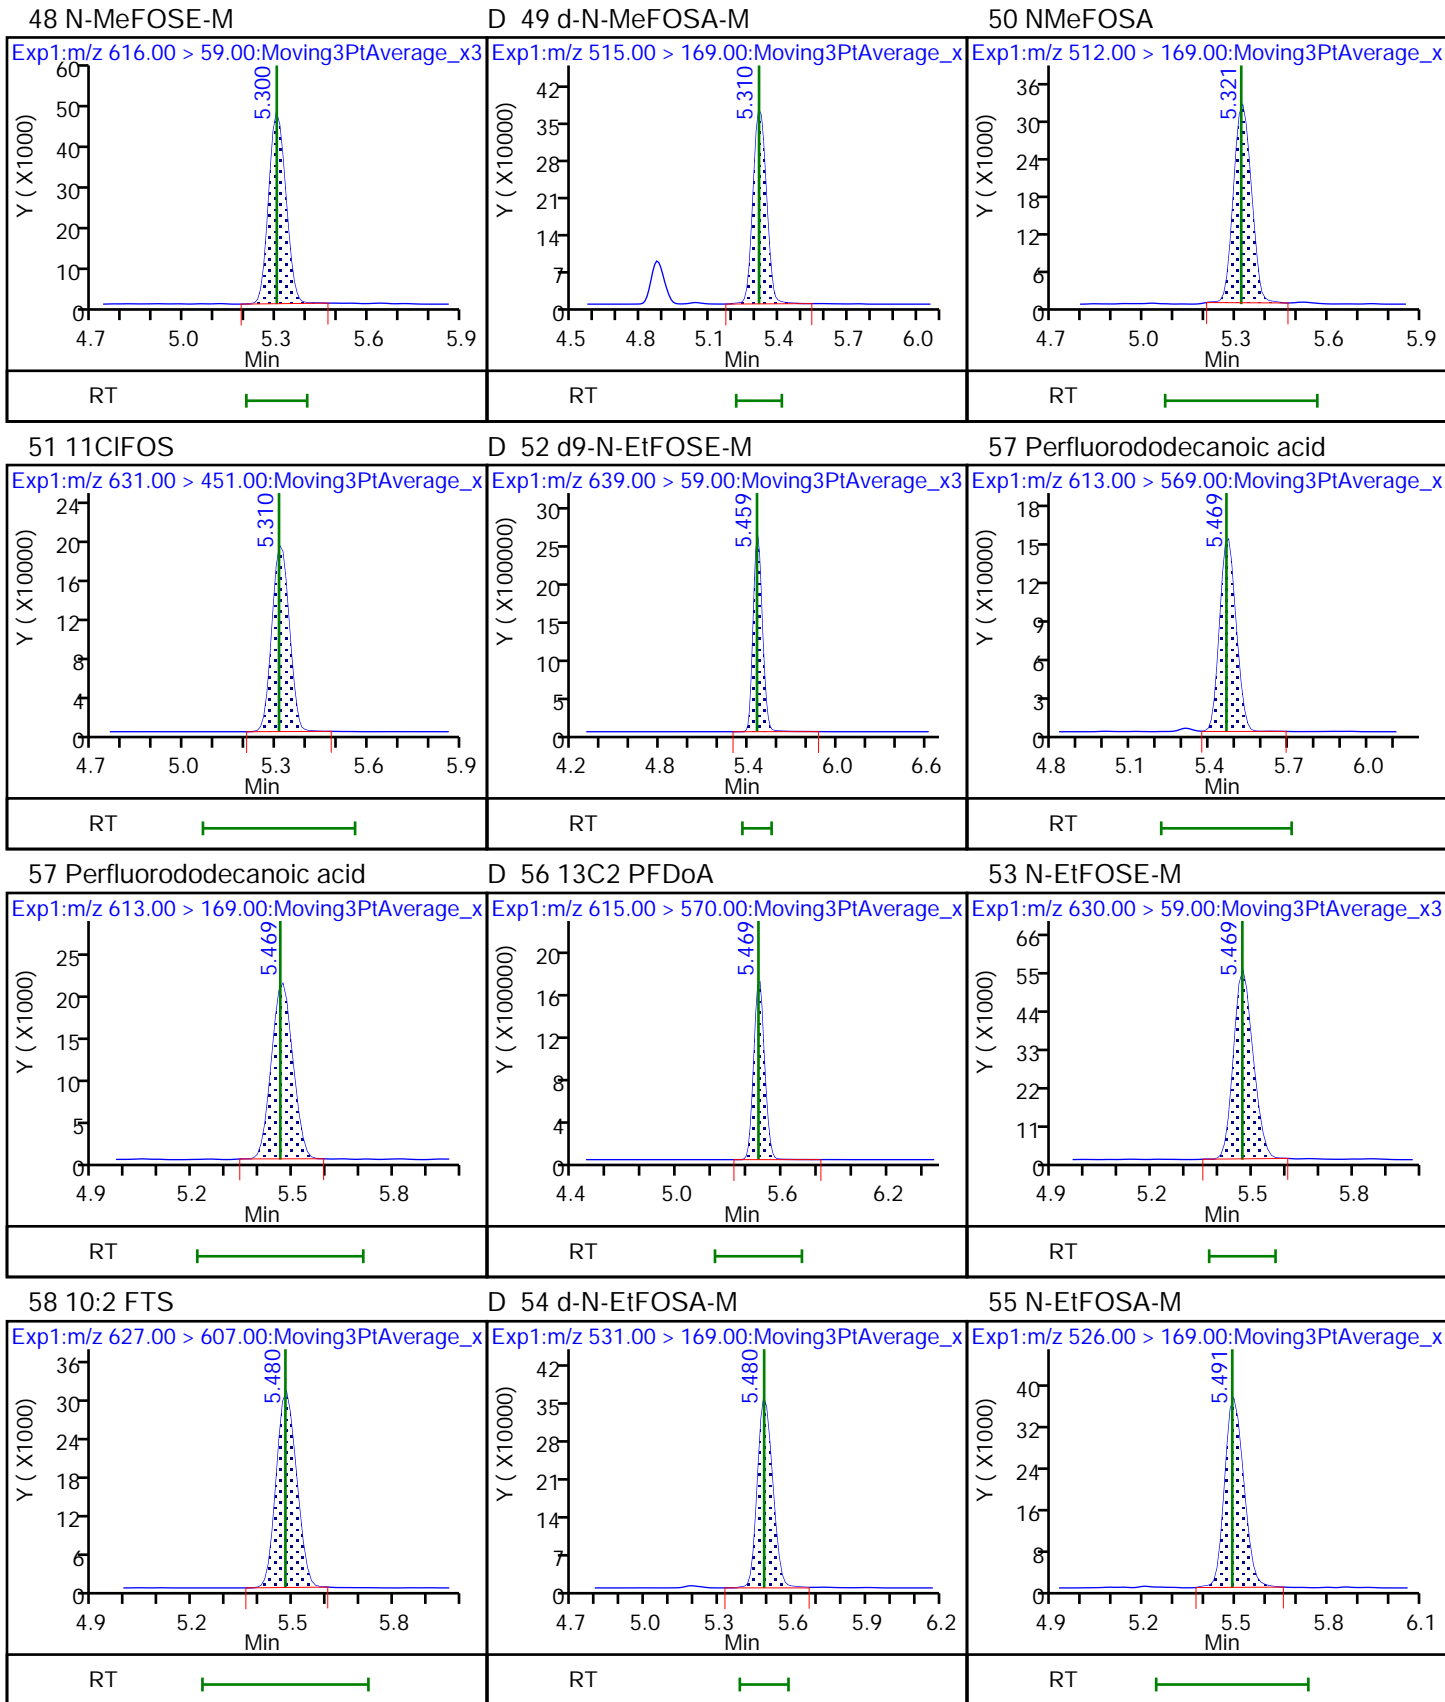 48 N-MeFOSE-M
Exp1:m/z 616.00 > 59.00:Moving3PtAverage_x3
5.300
Y ( X1000)
60
50
40
30
20
10
0
4.7 5.0 5.3 5.6 5.9
Min
RT
D 49 d-N-MeFOSA-M
Exp1:m/z 515.00 > 169.00:Moving3PtAverage_x
5.310
Y ( X10000)
42
35
28
21
14
7
0
4.5 4.8 5.1 5.4 5.7 6.0
Min
RT
50 NMeFOSA
Exp1:m/z 512.00 > 169.00:Moving3PtAverage_x
5.321
Y ( X1000)
36
30
24
18
12
6
0
4.7 5.0 5.3 5.6 5.9
Min
RT
51 11ClFOS
Exp1:m/z 631.00 > 451.00:Moving3PtAverage_x
5.310
Y ( X10000)
24
20
16
12
8
4
0
4.7 5.0 5.3 5.6 5.9
Min
RT
D 52 d9-N-EtFOSE-M
Exp1:m/z 639.00 > 59.00:Moving3PtAverage_x3
5.459
Y ( X100000)
30
25
20
15
10
5
0
4.2 4.8 5.4 6.0 6.6
Min
RT
57 Perfluorododecanoic acid
Exp1:m/z 613.00 > 569.00:Moving3PtAverage_x
5.469
Y ( X10000)
18
15
12
9
6
3
0
4.8 5.1 5.4 5.7 6.0
Min
RT
57 Perfluorododecanoic acid
Exp1:m/z 613.00 > 169.00:Moving3PtAverage_x
5.469
Y ( X1000)
25
20
15
10
5
0
4.9 5.2 5.5 5.8
Min
RT
D 56 13C2 PFDoA
Exp1:m/z 615.00 > 570.00:Moving3PtAverage_x
5.469
Y ( X100000)
20
16
12
8
4
0
4.4 5.0 5.6 6.2
Min
RT
53 N-EtFOSE-M
Exp1:m/z 630.00 > 59.00:Moving3PtAverage_x3
5.469
Y ( X1000)
66
55
44
33
22
11
0
4.9 5.2 5.5 5.8
Min
RT
58 10:2 FTS
Exp1:m/z 627.00 > 607.00:Moving3PtAverage_x
5.480
Y ( X1000)
36
30
24
18
12
6
0
4.9 5.2 5.5 5.8
Min
RT
D 54 d-N-EtFOSA-M
Exp1:m/z 531.00 > 169.00:Moving3PtAverage_x
5.480
Y ( X10000)
42
35
28
21
14
7
0
4.7 5.0 5.3 5.6 5.9 6.2
Min
RT
55 N-EtFOSA-M
Exp1:m/z 526.00 > 169.00:Moving3PtAverage_x
5.491
Y ( X1000)
40
32
24
16
8
0
4.9 5.2 5.5 5.8 6.1
Min
RT